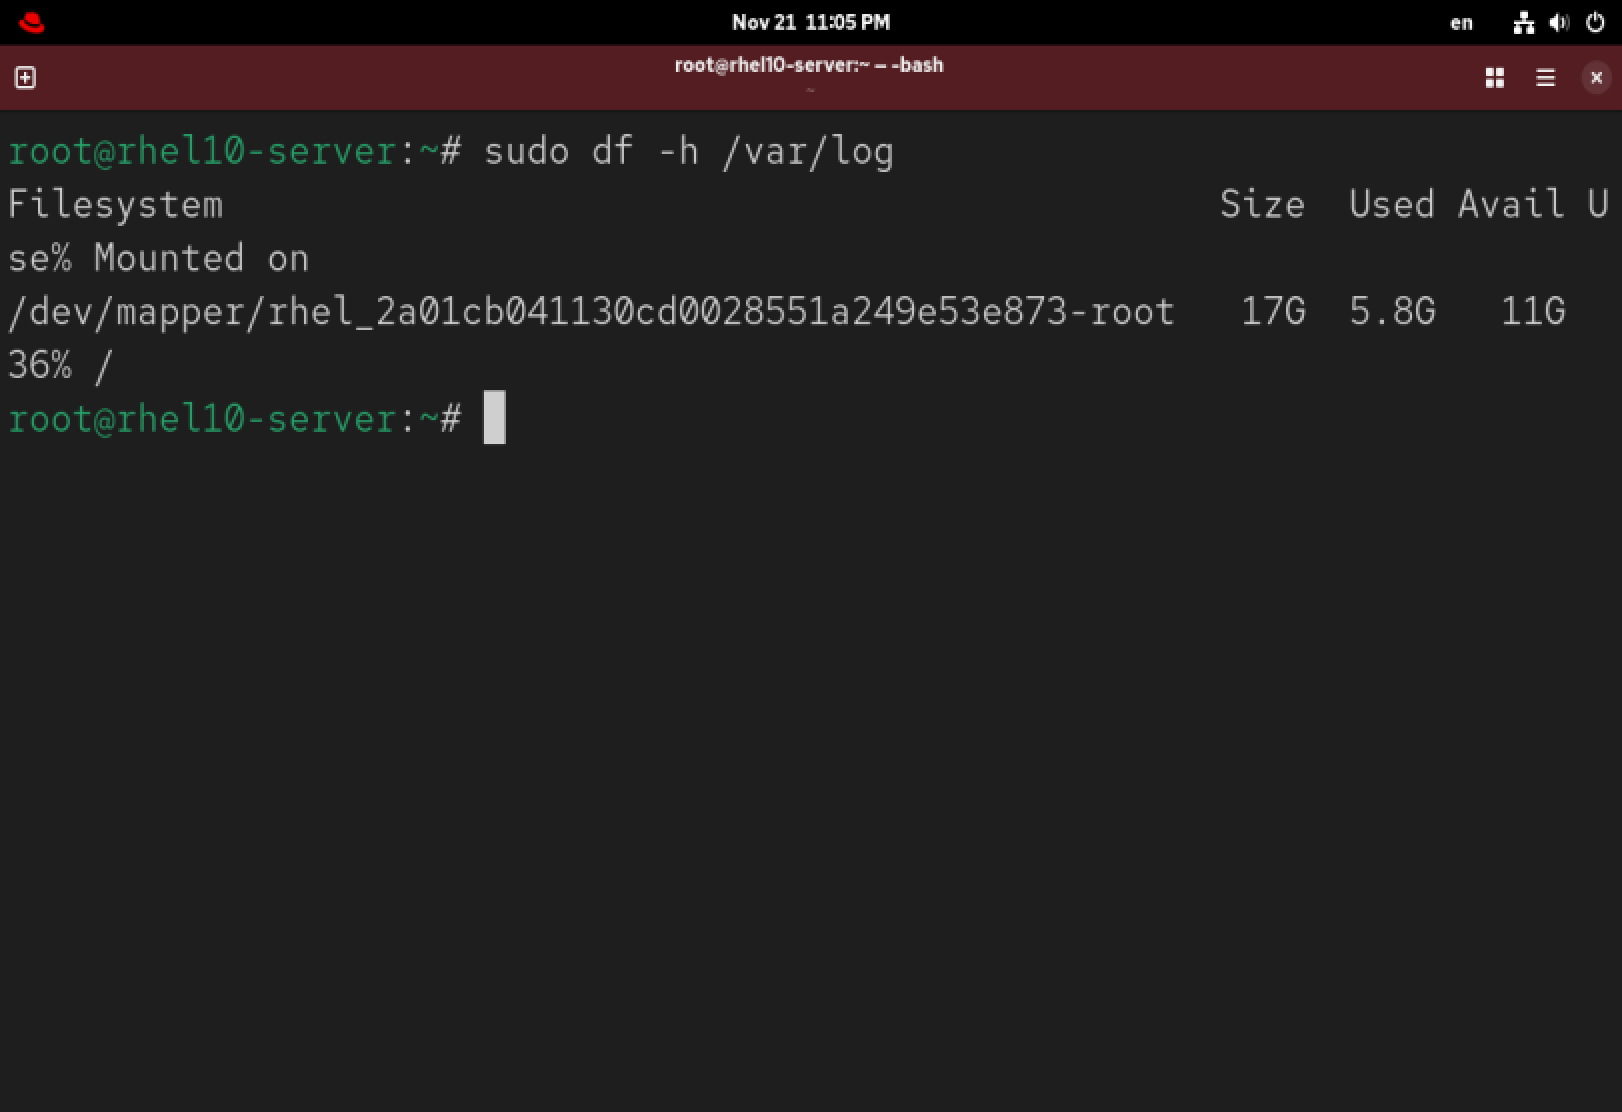 Nov 21 11:05 PM
en
root@rhel10-server:~ – -bash
~
root@rhel10-server:~# sudo df -h /var/log
Filesystem                                              Size  Used Avail U
se% Mounted on
/dev/mapper/rhel_2a01cb041130cd0028551a249e53e873-root   17G  5.8G   11G
36% /
root@rhel10-server:~#